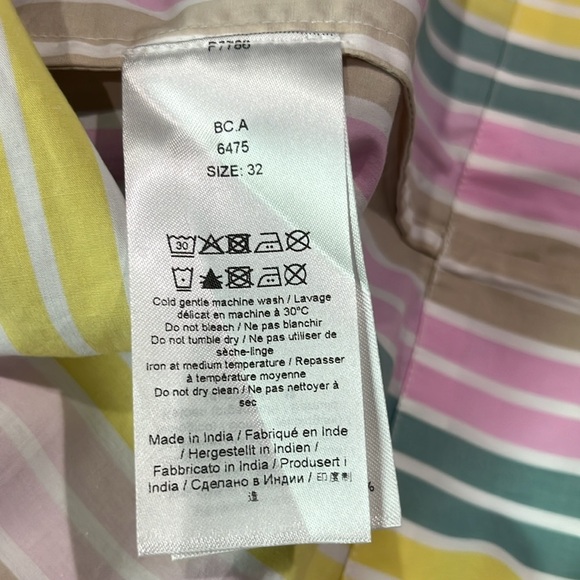 F7786
BC.A
6475
SIZE: 32
30
Cold gentle machine wash / Lavage
délicat en machine à 30°C
Do not bleach / Ne pas blanchir
Do not tumble dry / Ne pas utiliser de
sèche-linge
Iron at medium temperature / Repasser
à température moyenne
Do not dry clean / Ne pas nettoyer à
sec
Made in India / Fabriqué en Inde
/ Hergestellt in Indien /
Fabbricato in India / Produsert i
India / Сделано в Индии / 印度制
造
%